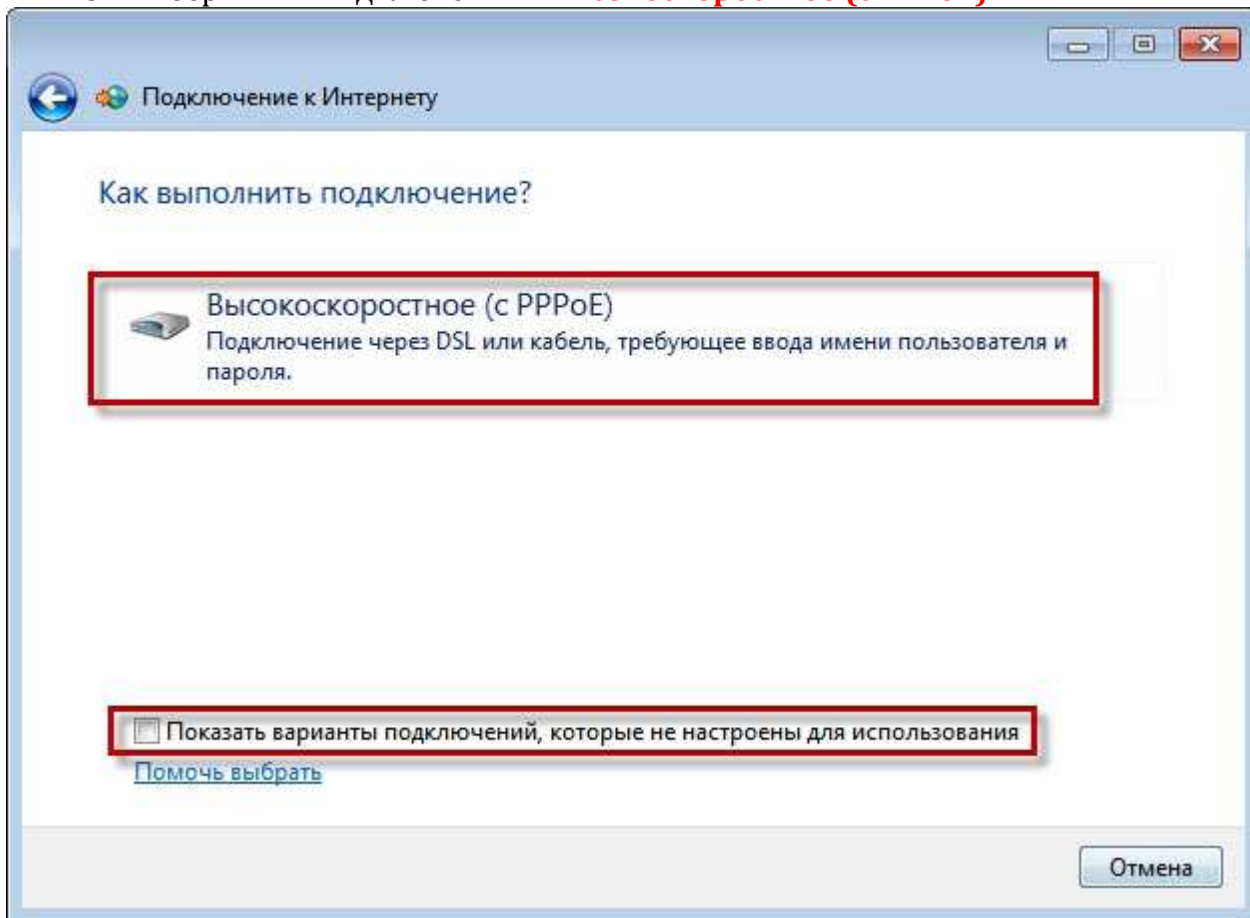 Подключение к Интернету
Как выполнить подключение?
Высокоскоростное (с PPPoE)
Подключение через DSL или кабель, требующее ввода имени пользователя и
пароля.
Показать варианты подключений, которые не настроены для использования
Помочь выбрать
Отмена